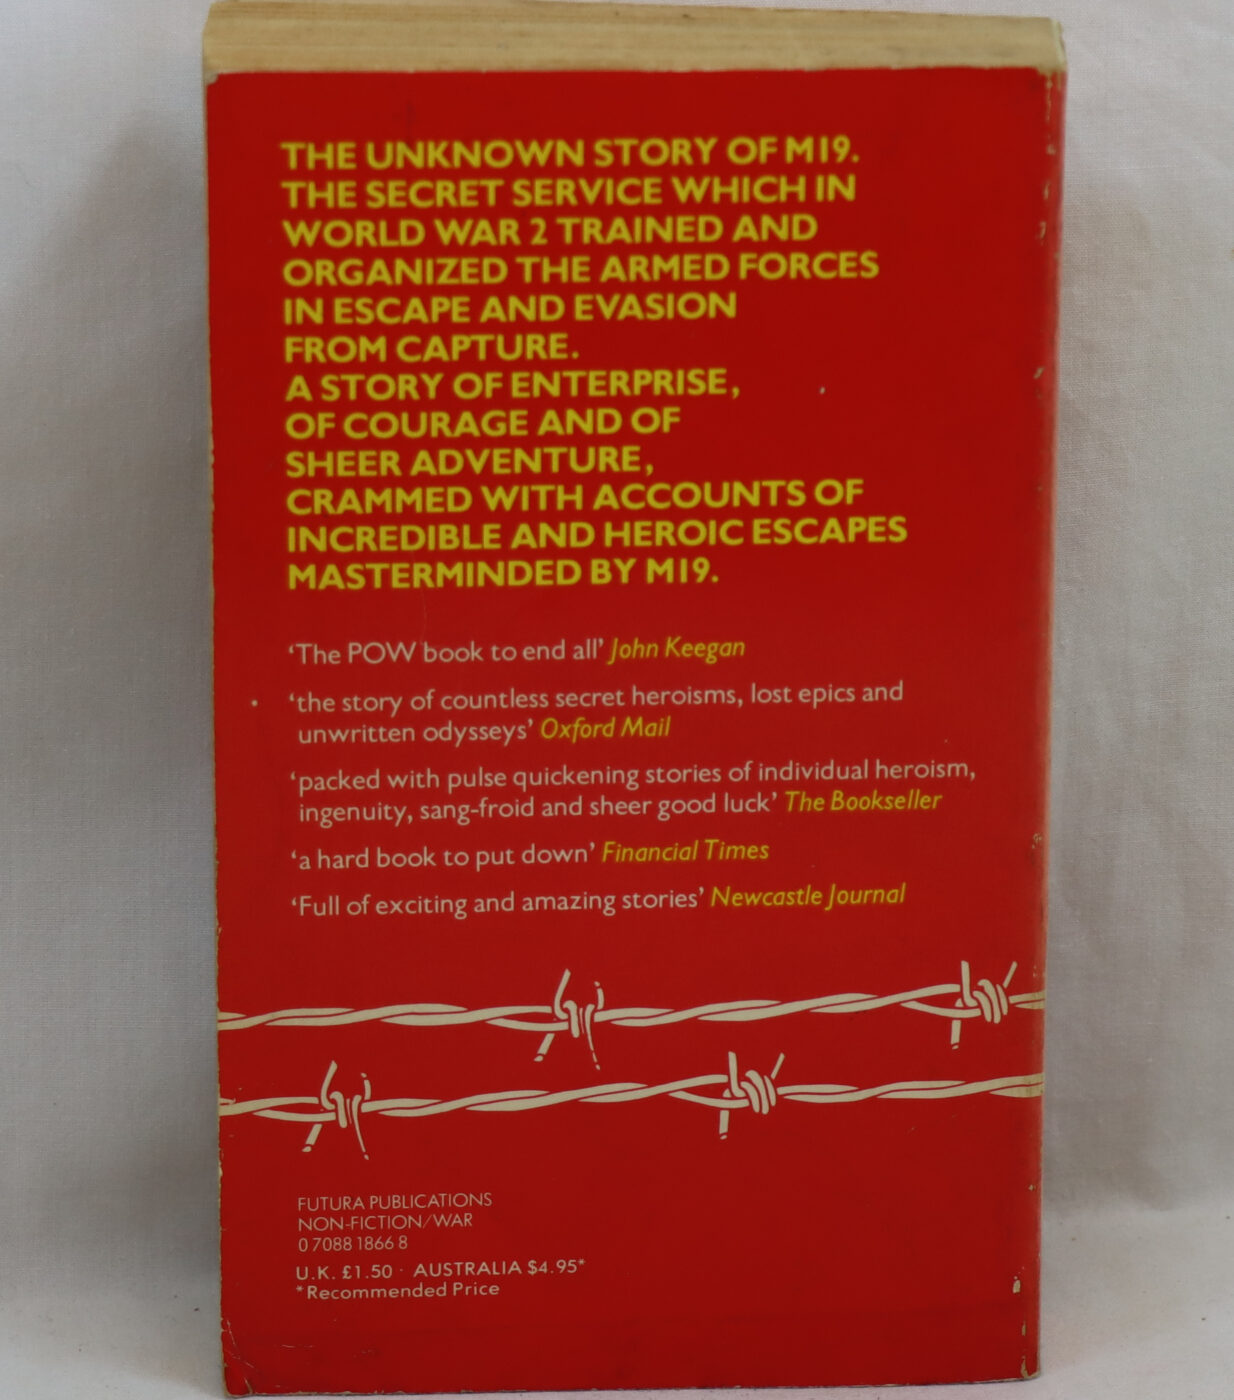 THE UNKNOWN STORY OF MI9.
THE SECRET SERVICE WHICH IN
WORLD WAR 2 TRAINED AND
ORGANIZED THE ARMED FORCES
IN ESCAPE AND EVASION
FROM CAPTURE.
A STORY OF ENTERPRISE,
OF COURAGE AND OF
SHEER ADVENTURE,
CRAMMED WITH ACCOUNTS OF
INCREDIBLE AND HEROIC ESCAPES
MASTERMINDED BY MI9.
‘The POW book to end all’ John Keegan
‘the story of countless secret heroisms, lost epics and
unwritten odysseys’ Oxford Mail
‘packed with pulse quickening stories of individual heroism,
ingenuity, sang-froid and sheer good luck’ The Bookseller
‘a hard book to put down’ Financial Times
‘Full of exciting and amazing stories’ Newcastle Journal
FUTURA PUBLICATIONS
NON-FICTION/WAR
0 7088 1866 8
U.K. £1.50 · AUSTRALIA $4.95*
*Recommended Price